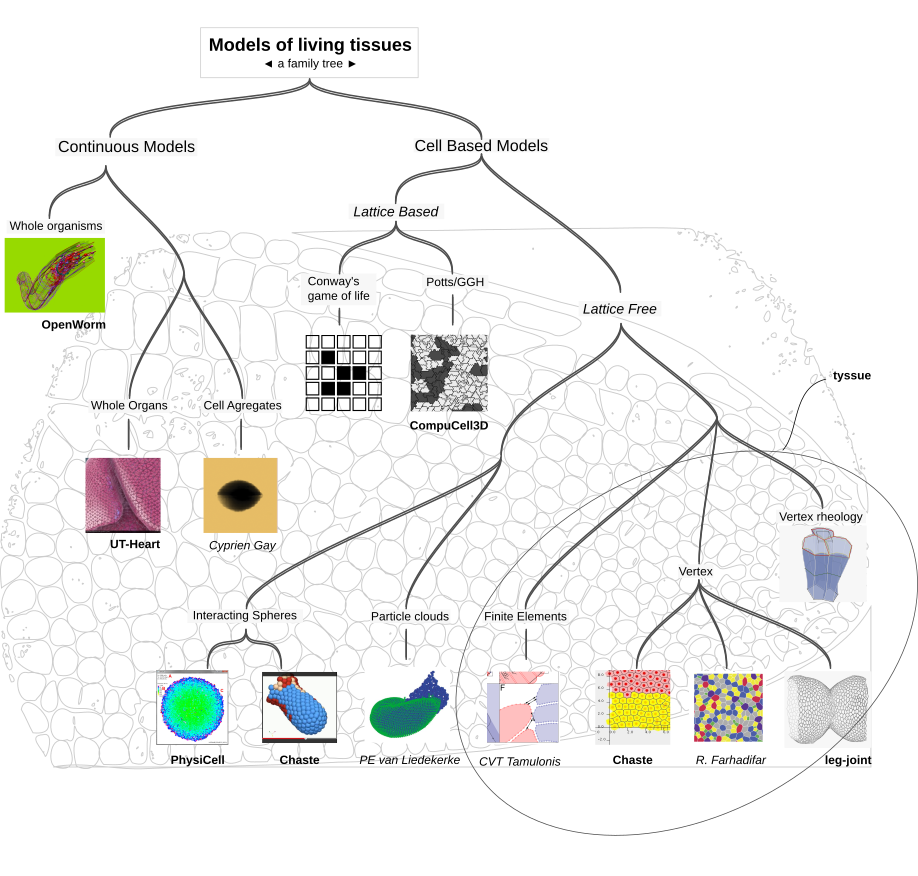 Models of living tissues
◄ a family tree ►
Continuous Models
Cell Based Models
Lattice Based
Whole organisms
Conway's
game of life
Potts/GGH
Lattice Free
OpenWorm
tyssue
Whole Organs
Cell Agregates
CompuCell3D
Vertex rheology
UT-Heart
Cyprien Gay
Vertex
Interacting Spheres
Particle clouds
Finite Elements
F
PhysiCell
Chaste
PE van Liedekerke
CVT Tamulonis
Chaste
R. Farhadifar
leg-joint